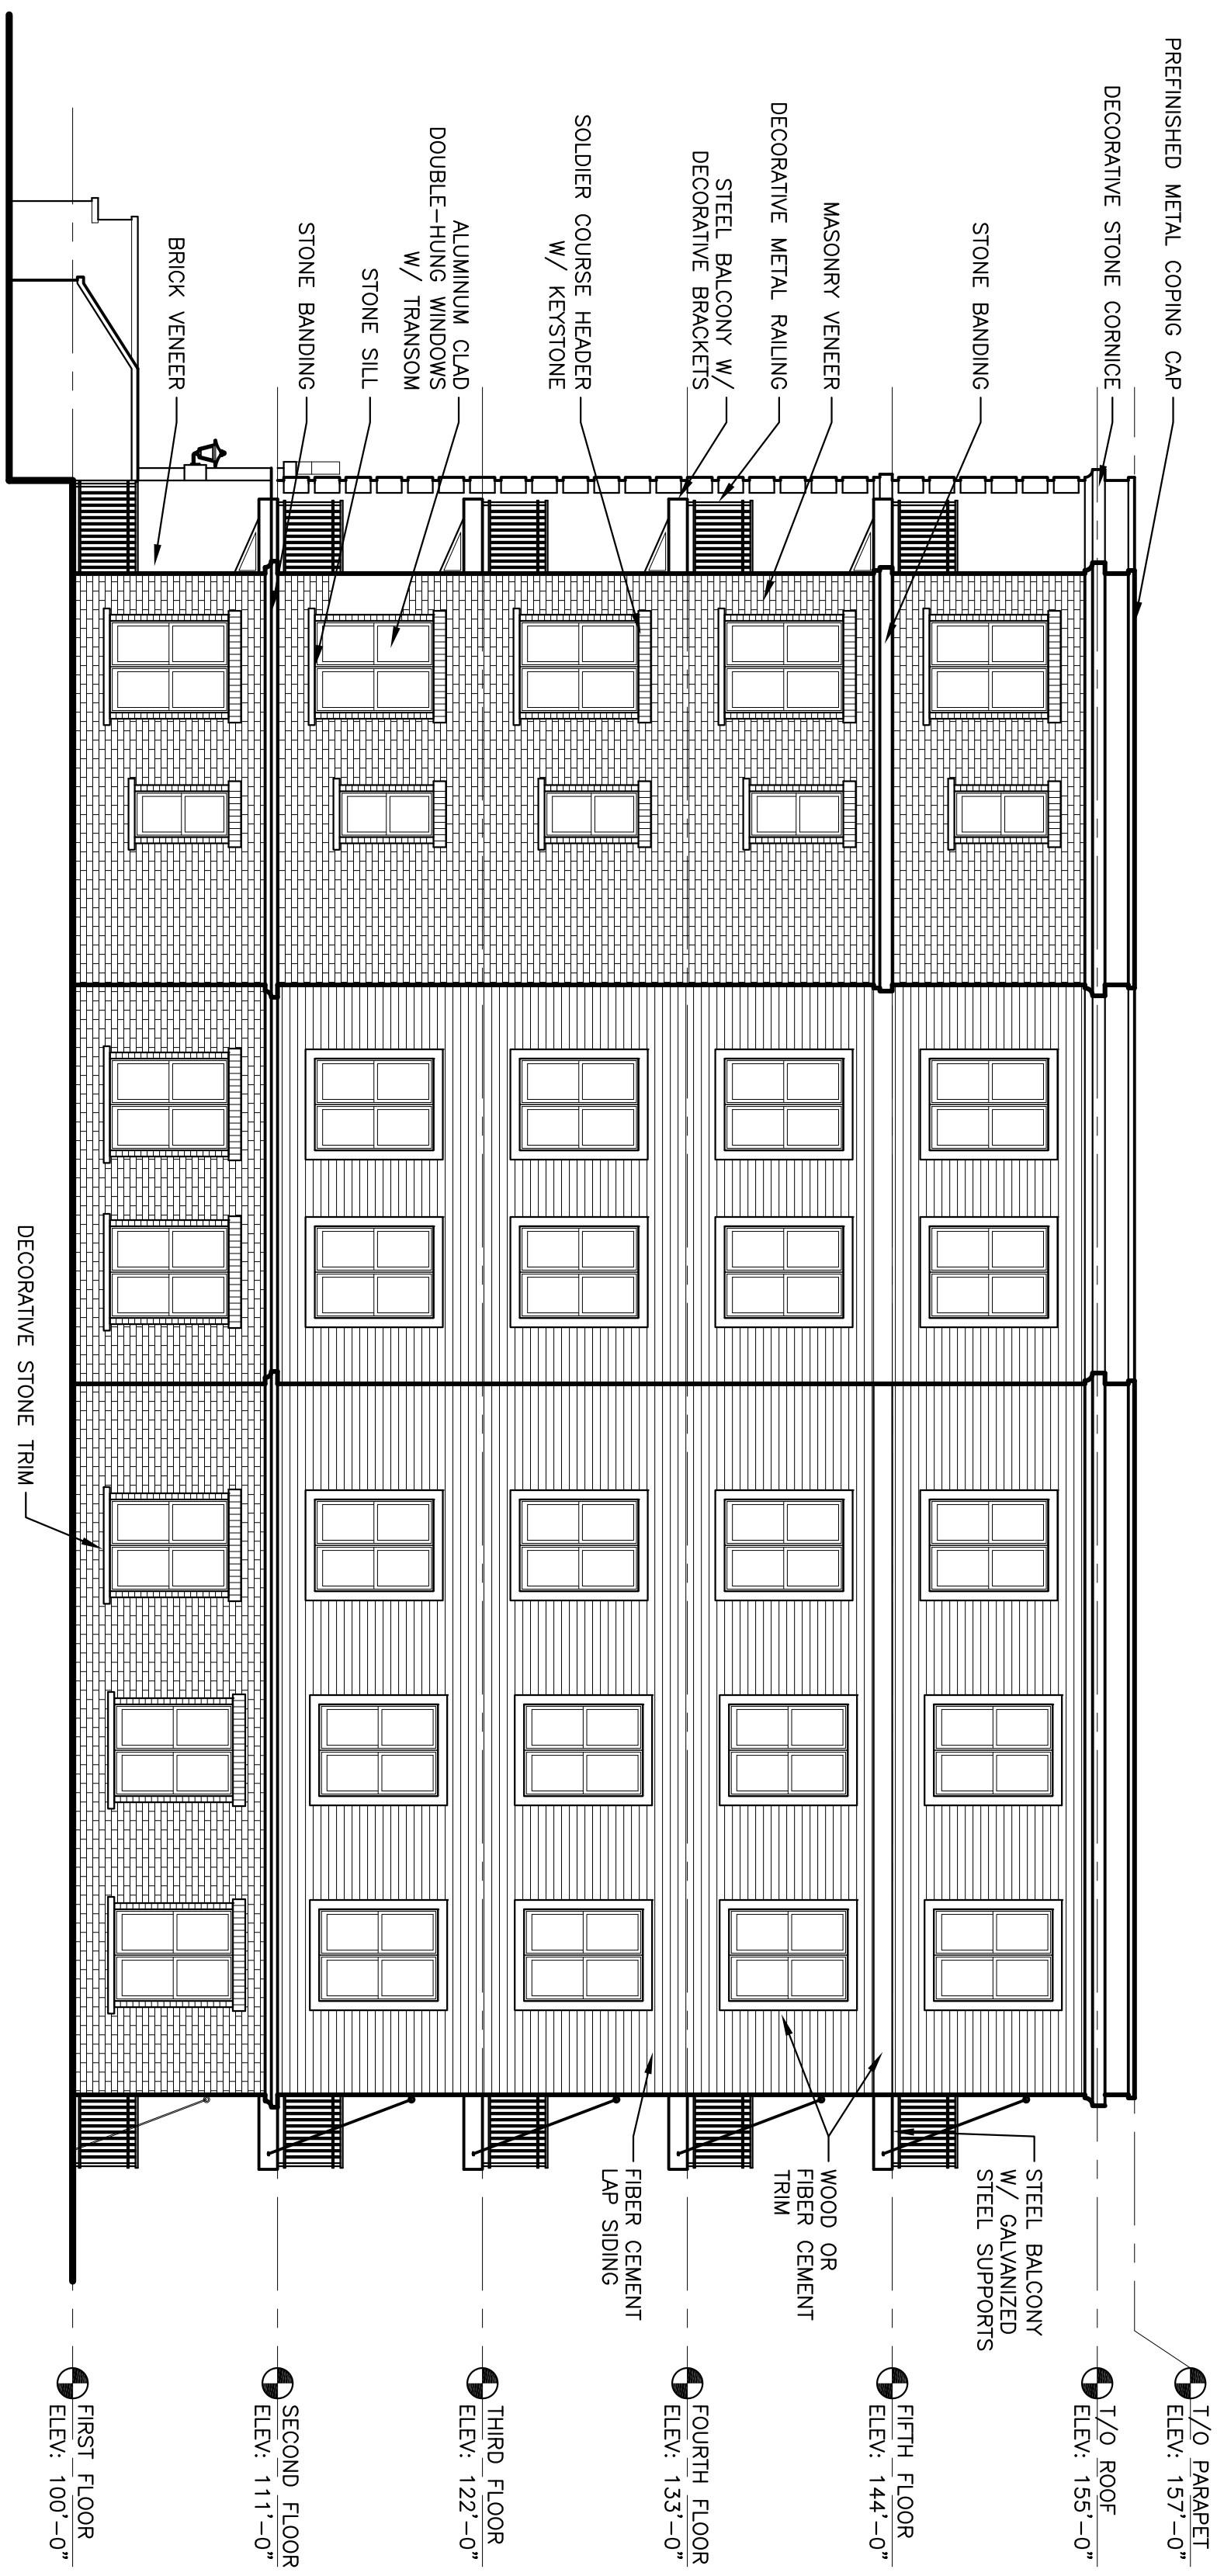 PREFINISHED METAL COPING CAP
DECORATIVE STONE CORNICE
STONE BANDING
MASONRY VENEER
DECORATIVE METAL RAILING
STEEL BALCONY W/
DECORATIVE BRACKETS
SOLDIER COURSE HEADER
W/ KEYSTONE
ALUMINUM CLAD
DOUBLE-HUNG WINDOWS
W/ TRANSOM
STONE SILL
STONE BANDING
BRICK VENEER
DECORATIVE STONE TRIM
STEEL BALCONY
W/ GALVANIZED
STEEL SUPPORTS
WOOD OR
FIBER CEMENT
TRIM
FIBER CEMENT
LAP SIDING
T/O PARAPET
ELEV: 157'-0"
T/O ROOF
ELEV: 155'-0"
FIFTH FLOOR
ELEV: 144'-0"
FOURTH FLOOR
ELEV: 133'-0"
THIRD FLOOR
ELEV: 122'-0"
SECOND FLOOR
ELEV: 111'-0"
FIRST FLOOR
ELEV: 100'-0"